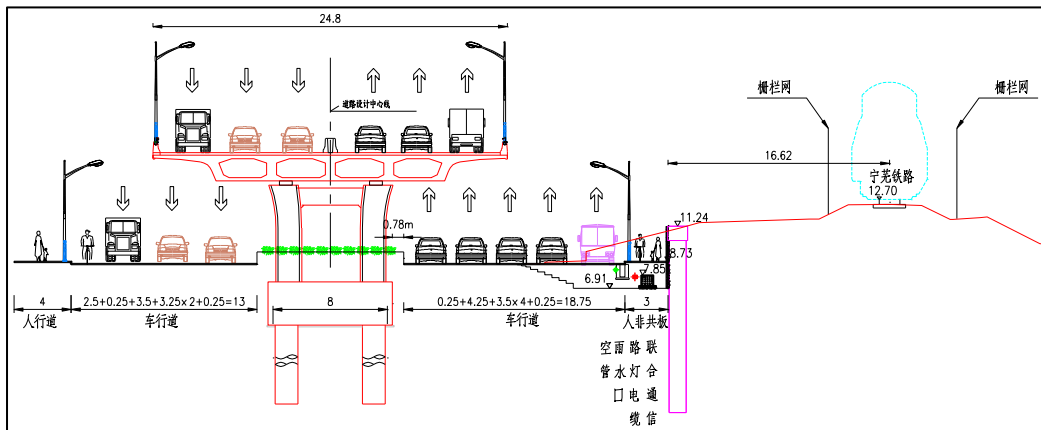 24.8
道路设计中心线
栅栏网
栅栏网
16.62
宁芜铁路
12.70
11.24
0.78m
8.73
7.85
6.91
4
2.5+0.25+3.5+3.25x2+0.25=13
8
0.25+4.25+3.5x4+0.25=18.75
3
人行道
车行道
车行道
人非共板
空管
雨水口
路灯电缆
联合通信